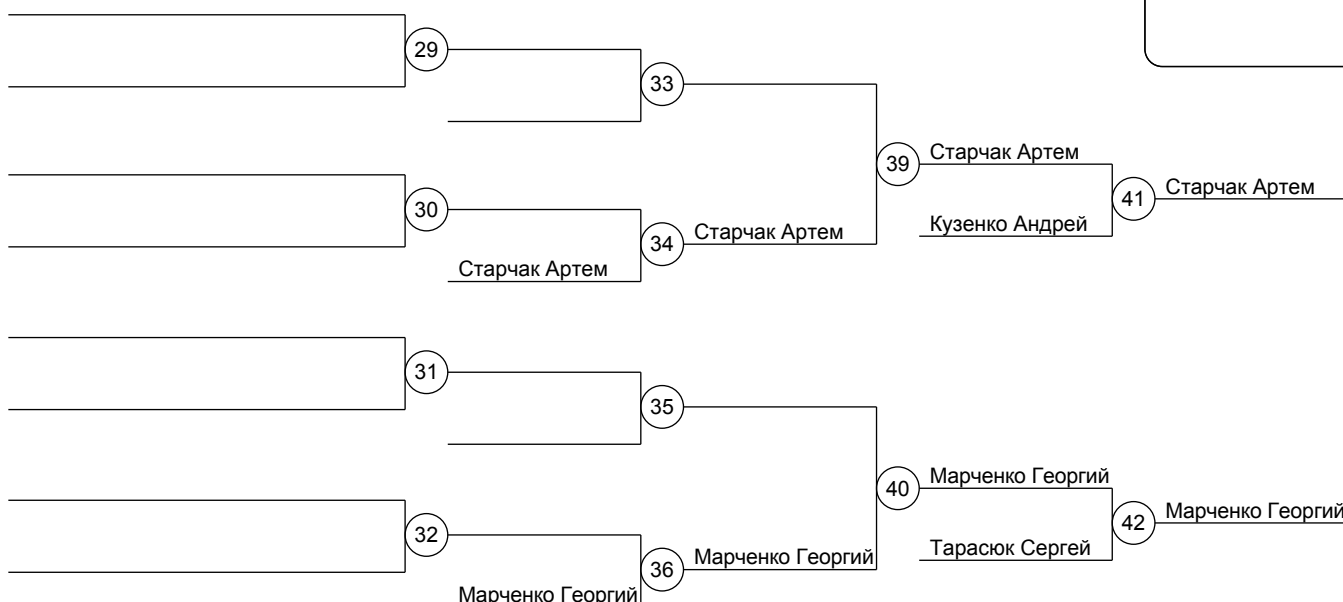 29
33
39
Старчак Артем
41
Старчак Артем
Кузенко Андрей
30
34
Старчак Артем
Старчак Артем
31
35
40
Марченко Георгий
42
Марченко Георгий
Тарасюк Сергей
32
36
Марченко Георгий
Марченко Георгий